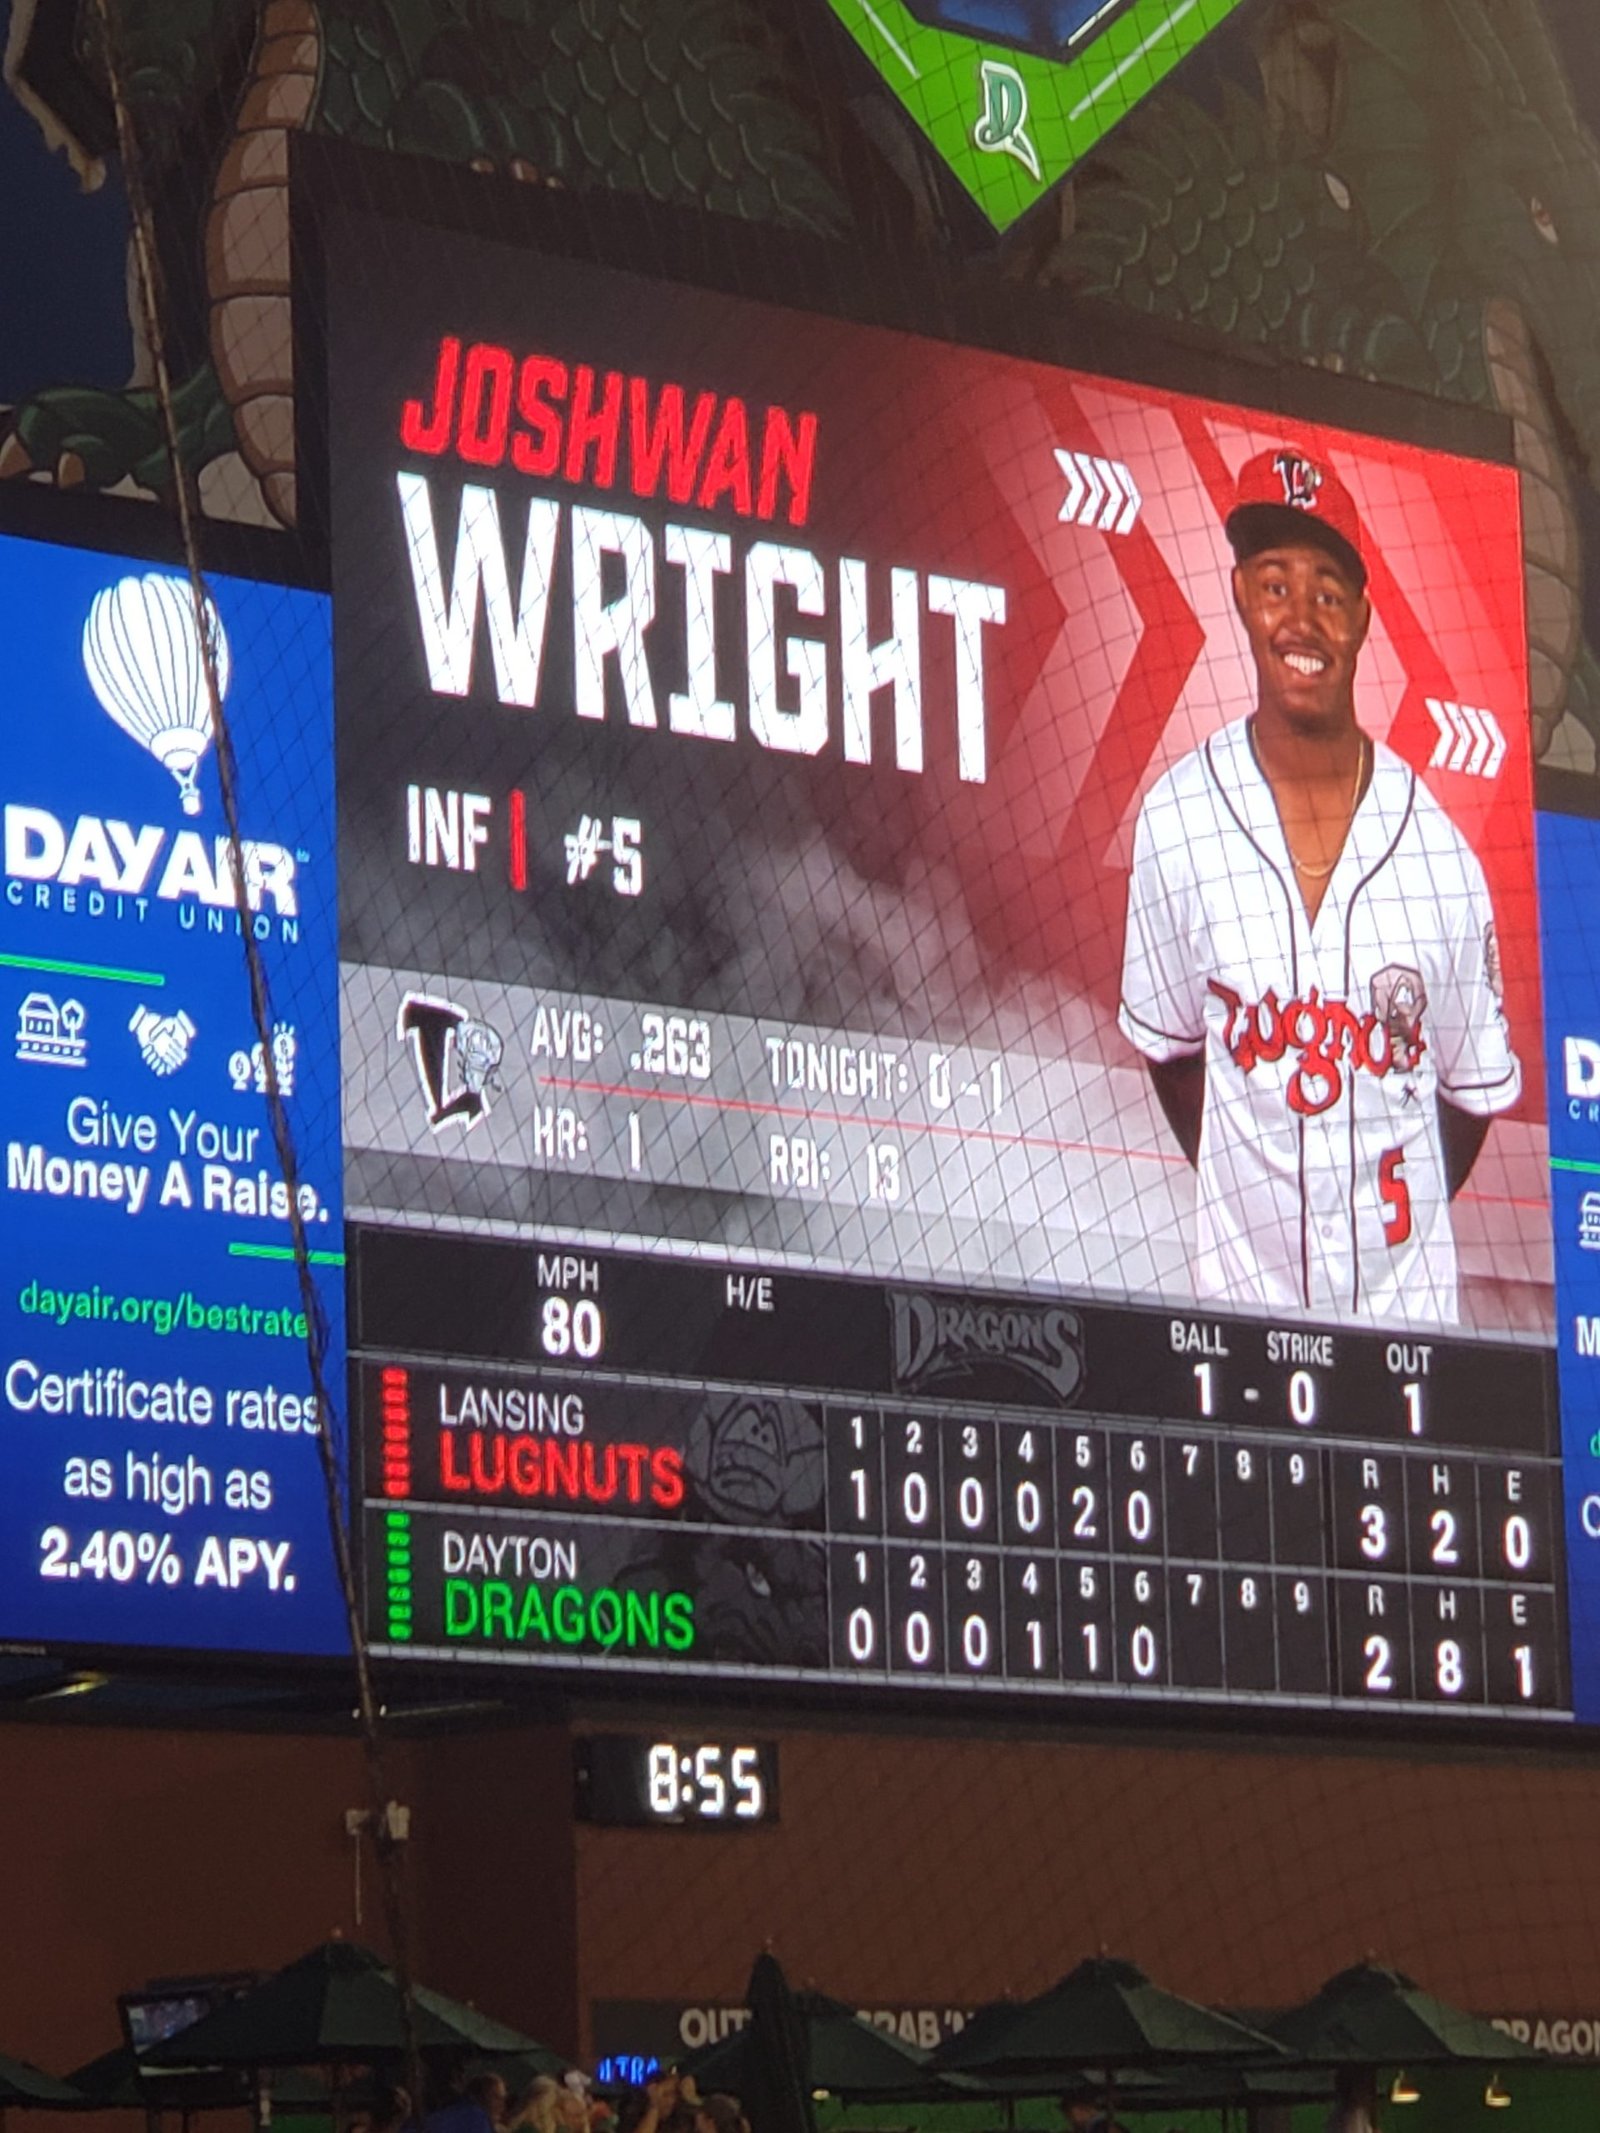 D
JOSHWAN
WRIGHT
INF | #5
AVG: .263 TONIGHT: 0-1
HR: 1 RBI: 13
Lugnuts
5
DAYAIR
CREDIT UNION
Give Your
Money A Raise.
dayair.org/bestrate
Certificate rates
as high as
2.40% APY.
MPH H/E DRAGONS BALL STRIKE OUT
80 1 - 0 1
1 2 3 4 5 6 7 8 9 R H E
LANSING
LUGNUTS 1 0 0 0 2 0 3 2 0
1 2 3 4 5 6 7 8 9 R H E
DAYTON
DRAGONS 0 0 0 1 1 0 2 8 1
8:55